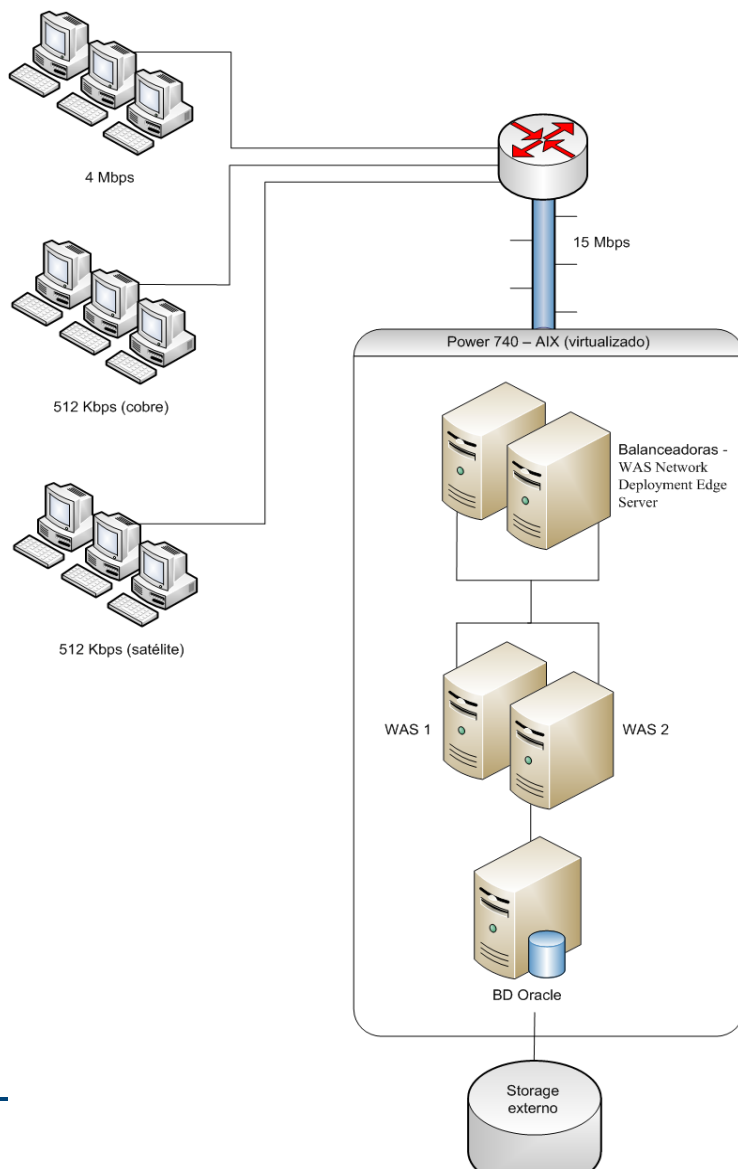 4 Mbps
15 Mbps
Power 740 – AIX (virtualizado)
512 Kbps (cobre)
Balanceadoras -
WAS Network
Deployment Edge
Server
512 Kbps (satélite)
WAS 1
WAS 2
BD Oracle
Storage
externo